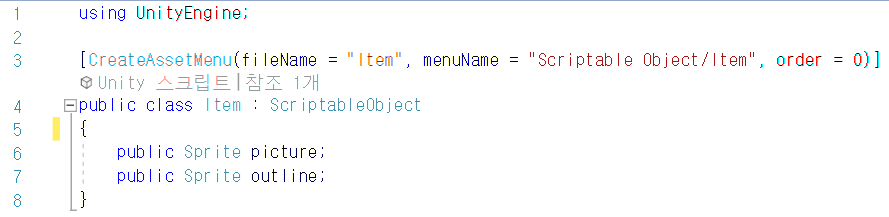 1 using UnityEngine;
2
3 [CreateAssetMenu(fileName = "Item", menuName = "Scriptable Object/Item", order = 0)]
Unity 스크립트|참조 1개
4 public class Item : ScriptableObject
5 {
6 public Sprite picture;
7 public Sprite outline;
8 }